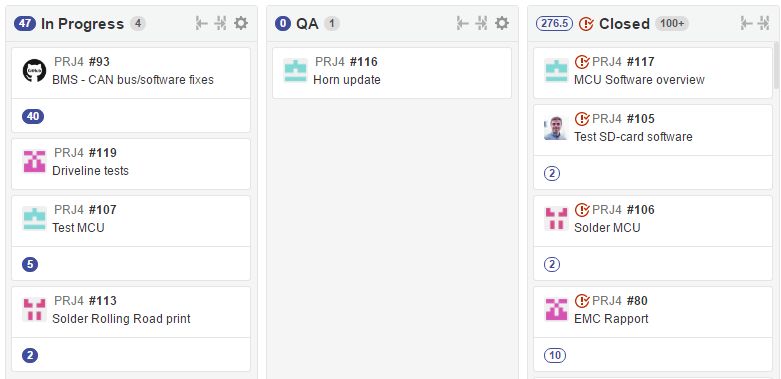 47 In Progress 4
PRJ4 #93
BMS - CAN bus/software fixes
40
PRJ4 #119
Driveline tests
PRJ4 #107
Test MCU
5
PRJ4 #113
Solder Rolling Road print
2
0 QA 1
PRJ4 #116
Horn update
276.5 Closed 100+
PRJ4 #117
MCU Software overview
PRJ4 #105
Test SD-card software
2
PRJ4 #106
Solder MCU
2
PRJ4 #80
EMC Rapport
10